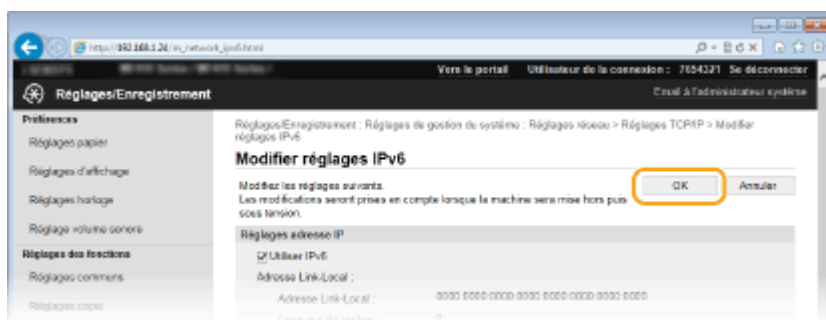 http://192.168.1.24/m_network_ipv6.html
Vers le portail Utilisateur de la connexion : 7654321 Se déconnecter
Réglages/Enregistrement
Email à l'administrateur système
Préférences
Réglages papier
Réglages d'affichage
Réglages horloge
Réglage volume sonore
Réglages des fonctions
Réglages communs
Réglages copie
Réglages/Enregistrement : Réglages de gestion du système : Réglages réseau > Réglages TCP/IP > Modifier
réglages IPv6
Modifier réglages IPv6
Modifiez les réglages suivants.
Les modifications seront prises en compte lorsque la machine sera mise hors puis
sous tension.
OK Annuler
Réglages adresse IP
Utiliser IPv6
Adresse Link-Local :
Adresse Link-Local : 0000:0000:0000:0000:0000:0000:0000:0000